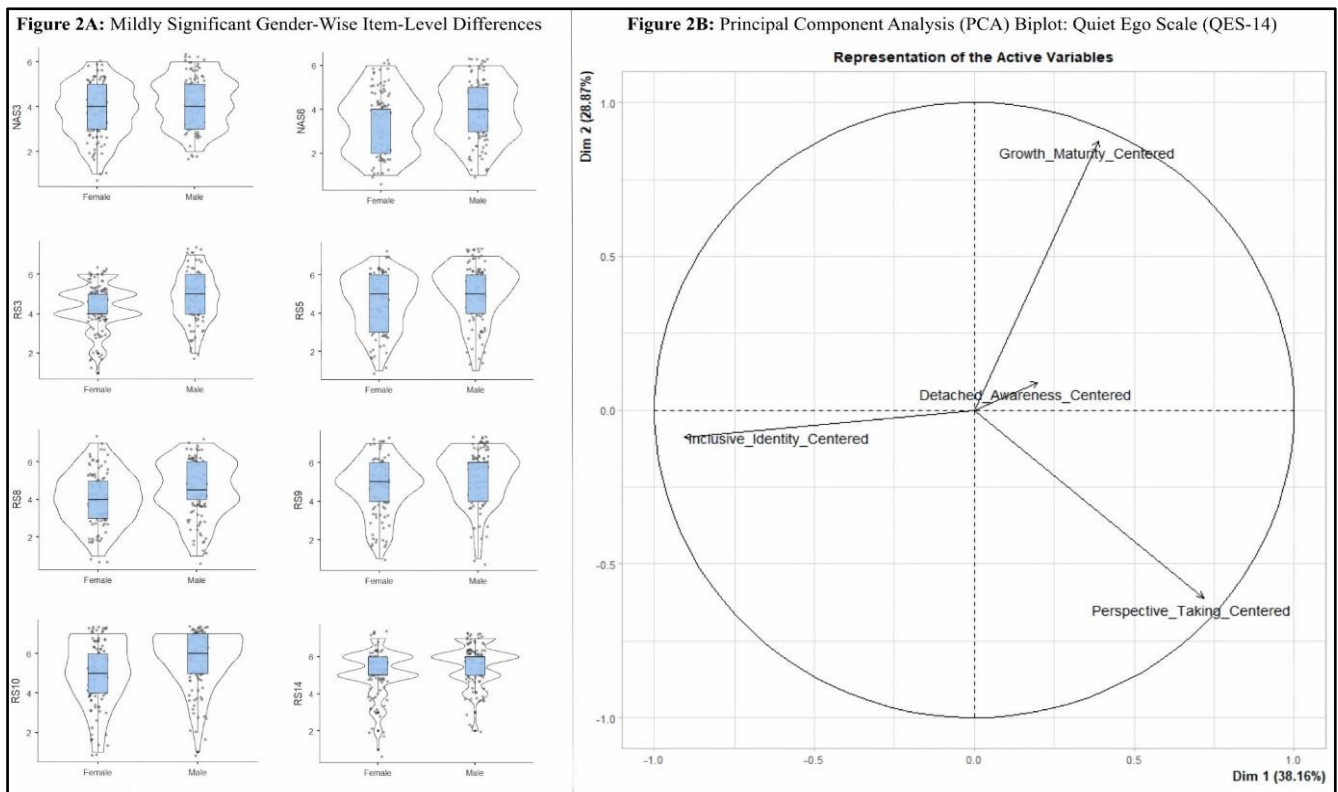 Figure 2A: Mildly Significant Gender-Wise Item-Level Differences
NAS3
6
4
2
Female
Male
NAS6
6
4
2
Female
Male
RS3
6
4
2
Female
Male
RS5
6
4
2
Female
Male
RS8
6
4
2
Female
Male
RS9
6
4
2
Female
Male
RS10
6
4
2
Female
Male
RS14
6
4
2
Female
Male
Figure 2B: Principal Component Analysis (PCA) Biplot: Quiet Ego Scale (QES-14)
Representation of the Active Variables
Dim 2 (28.87%)
1.0
0.5
0.0
-0.5
-1.0
Growth_Maturity_Centered
Detached_Awareness_Centered
Inclusive_Identity_Centered
Perspective_Taking_Centered
-1.0
-0.5
0.0
0.5
1.0
Dim 1 (38.16%)